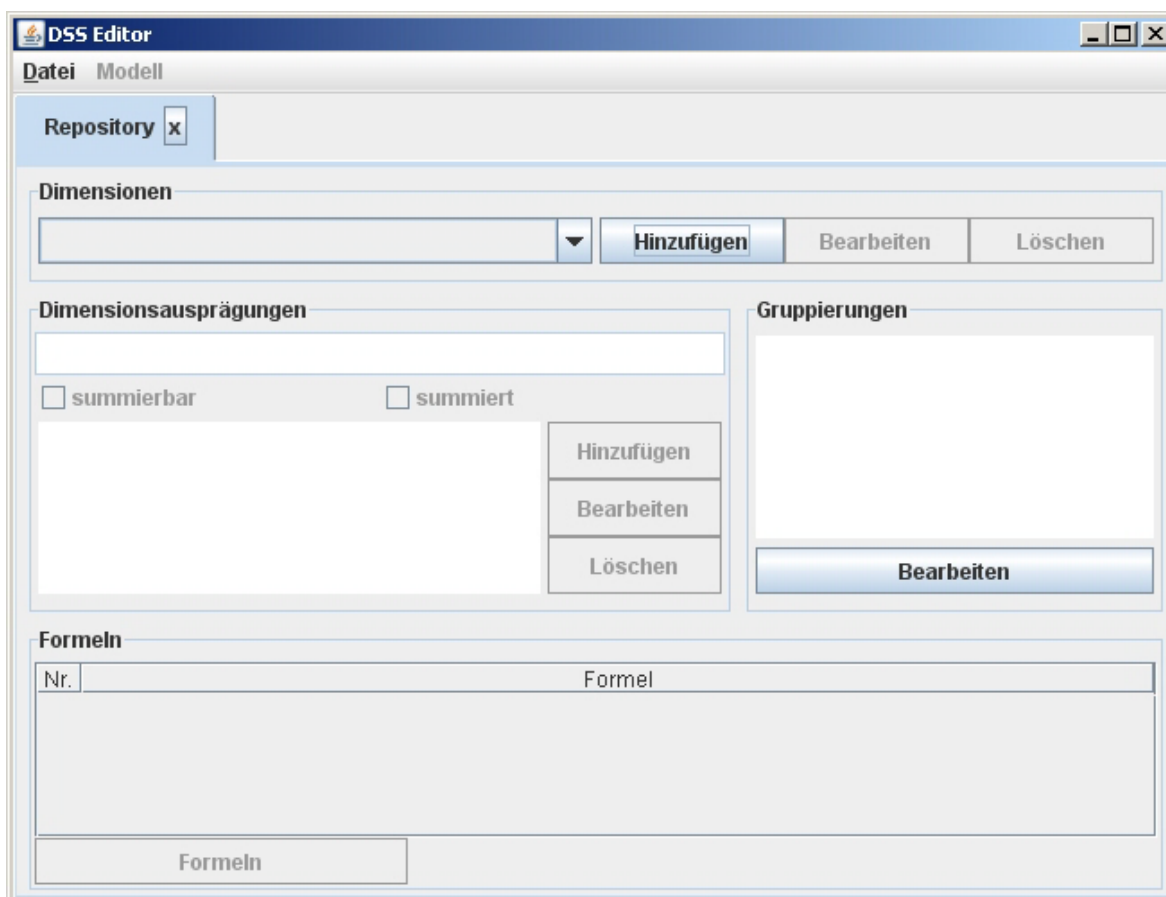 DSS Editor
Datei Modell
Repository x
Dimensionen
Hinzufügen Bearbeiten Löschen
Dimensionsausprägungen Gruppierungen
summierbar summiert
Hinzufügen
Bearbeiten
Löschen
Bearbeiten
Formeln
Nr. Formel
Formeln